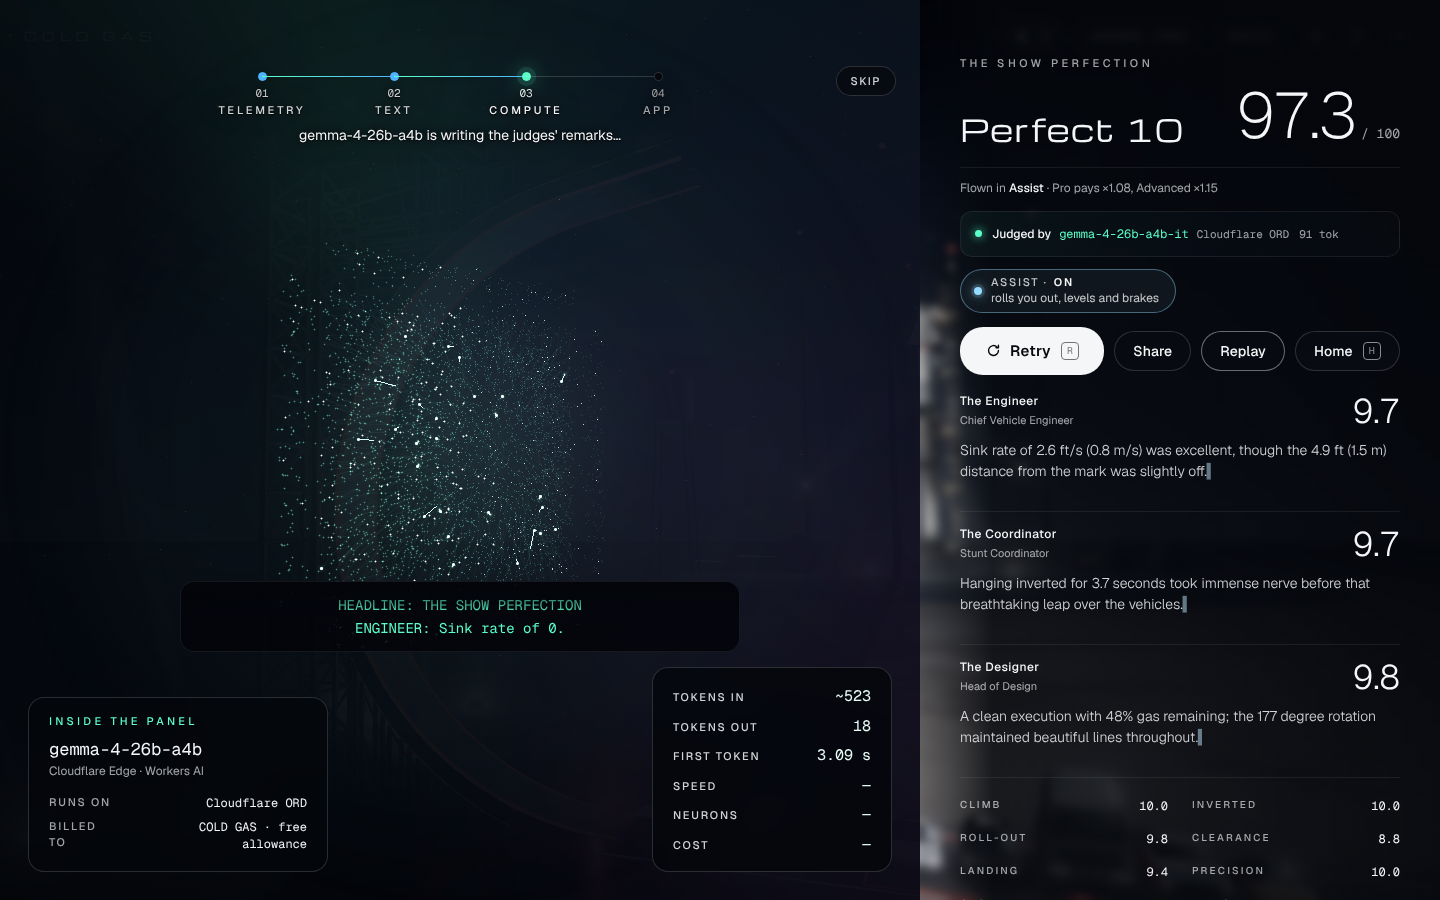 COLD GAS
01
TELEMETRY
02
TEXT
03
COMPUTE
04
APP
gemma-4-26b-a4b is writing the judges' remarks...
SKIP
HEADLINE: THE SHOW PERFECTION
ENGINEER: Sink rate of 0.
INSIDE THE PANEL
gemma-4-26b-a4b
Cloudflare Edge · Workers AI
RUNS ON Cloudflare ORD
BILLED TO COLD GAS · free allowance
TOKENS IN ~523
TOKENS OUT 18
FIRST TOKEN 3.09 s
SPEED —
NEURONS —
COST —
THE SHOW PERFECTION
Perfect 10 97.3 / 100
Flown in Assist · Pro pays ×1.08, Advanced ×1.15
Judged by gemma-4-26b-a4b-it Cloudflare ORD 91 tok
ASSIST · ON
rolls you out, levels and brakes
Retry R Share Replay Home H
The Engineer 9.7
Chief Vehicle Engineer
Sink rate of 2.6 ft/s (0.8 m/s) was excellent, though the 4.9 ft (1.5 m)
distance from the mark was slightly off.
The Coordinator 9.7
Stunt Coordinator
Hanging inverted for 3.7 seconds took immense nerve before that
breathtaking leap over the vehicles.
The Designer 9.8
Head of Design
A clean execution with 48% gas remaining; the 177 degree rotation
maintained beautiful lines throughout.
CLIMB 10.0 INVERTED 10.0
ROLL-OUT 9.8 CLEARANCE 8.8
LANDING 9.4 PRECISION 10.0